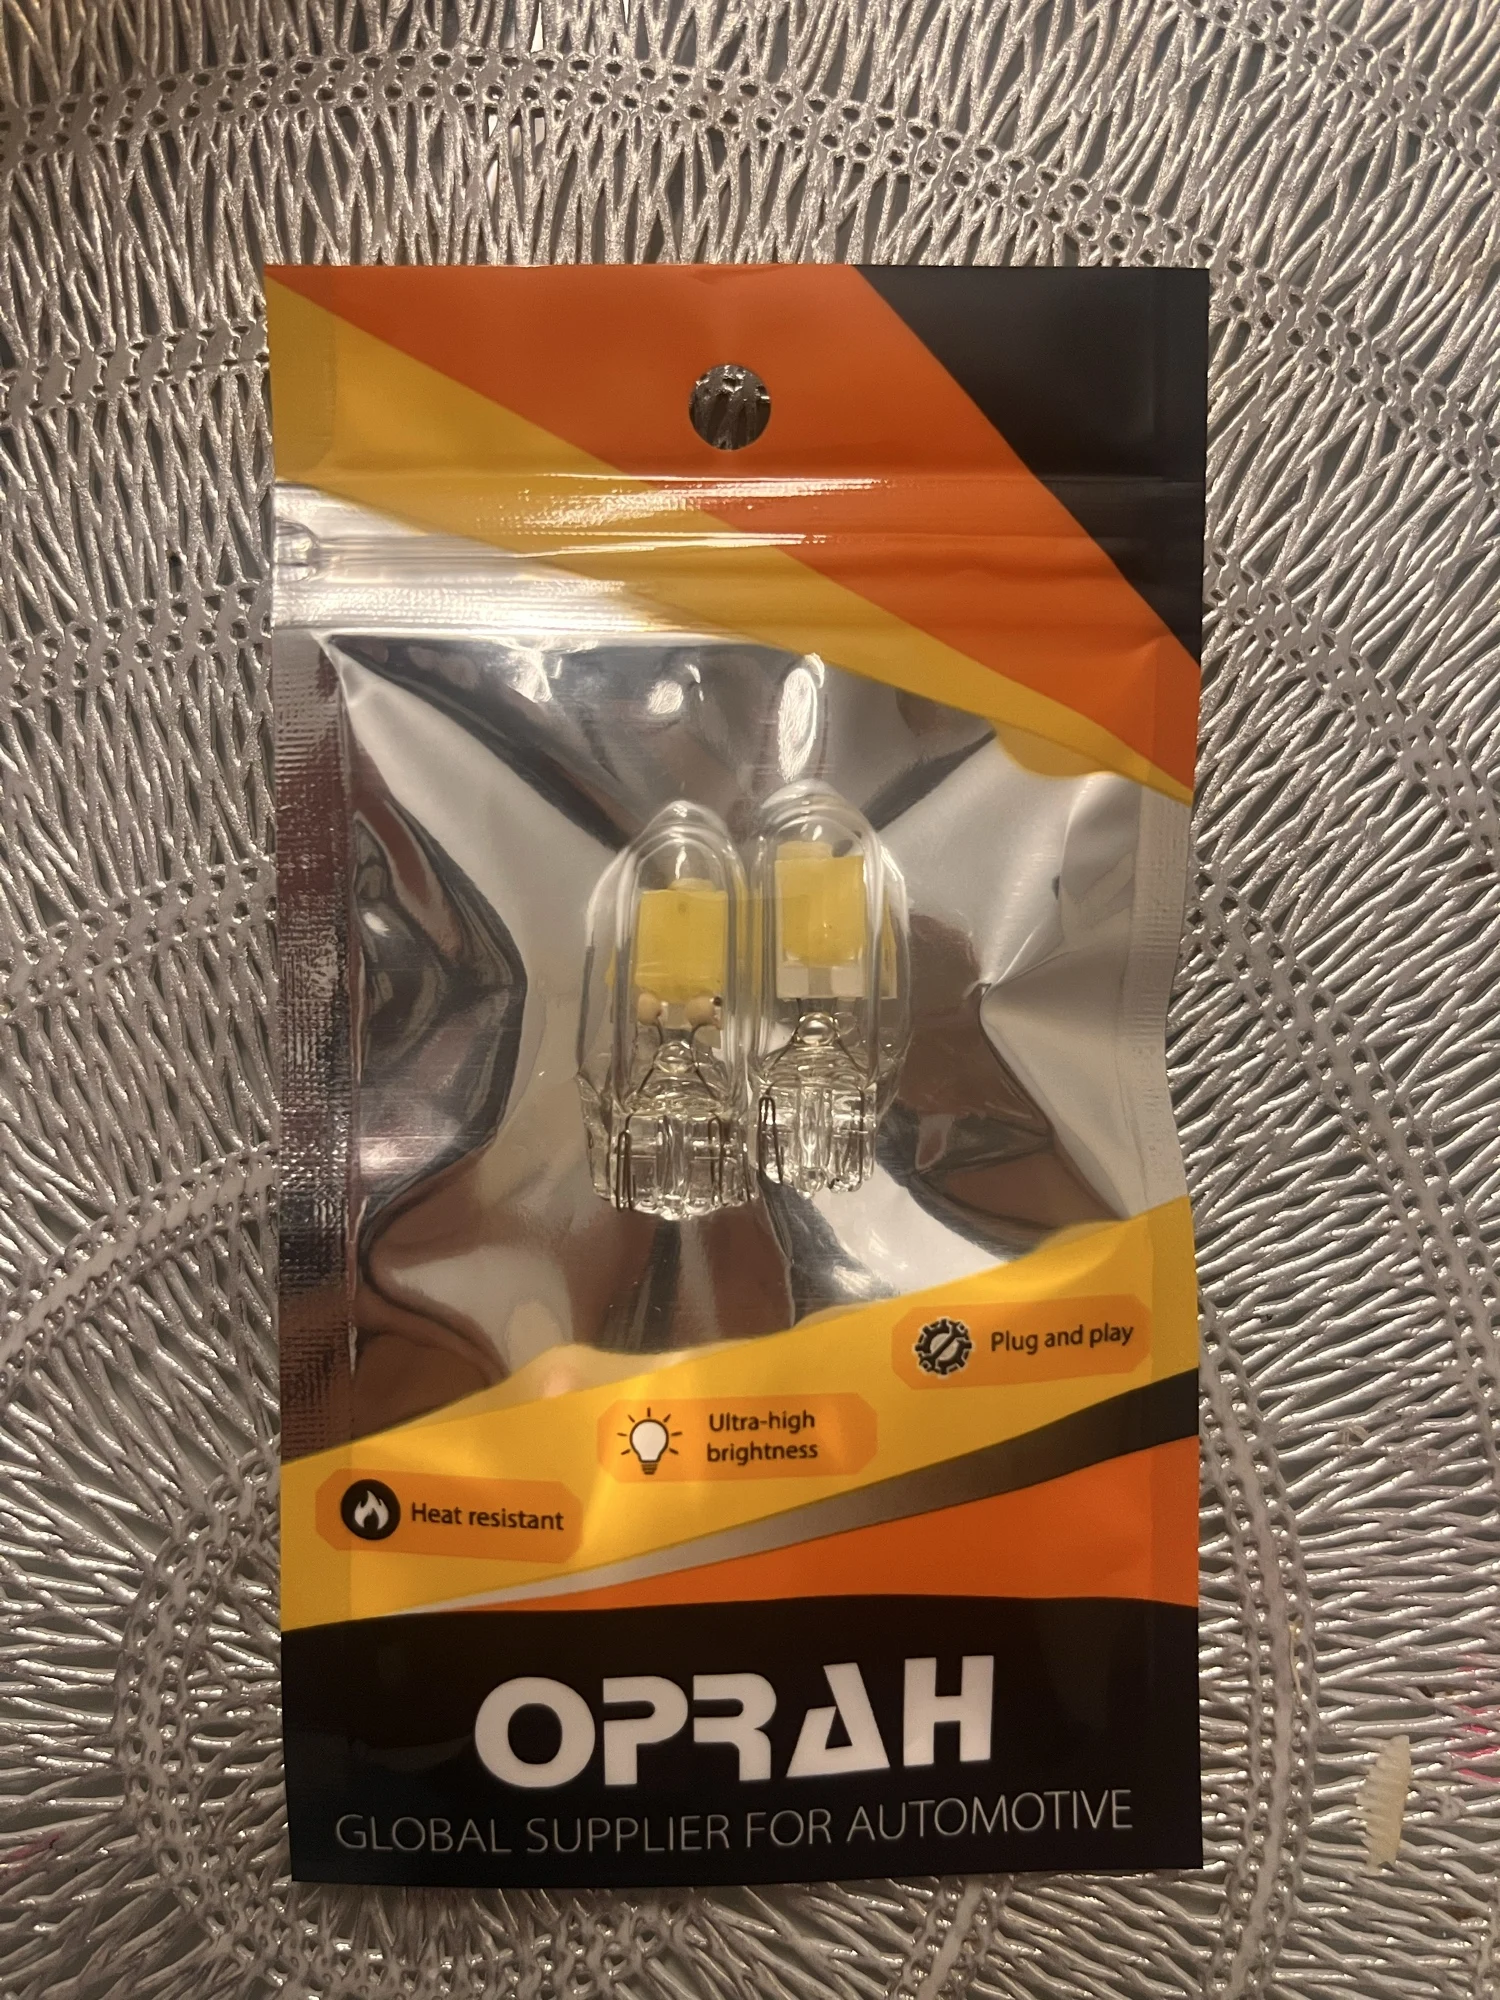 Plug and play
Ultra-high
brightness
Heat resistant
OPRAH
GLOBAL SUPPLIER FOR AUTOMOTIVE